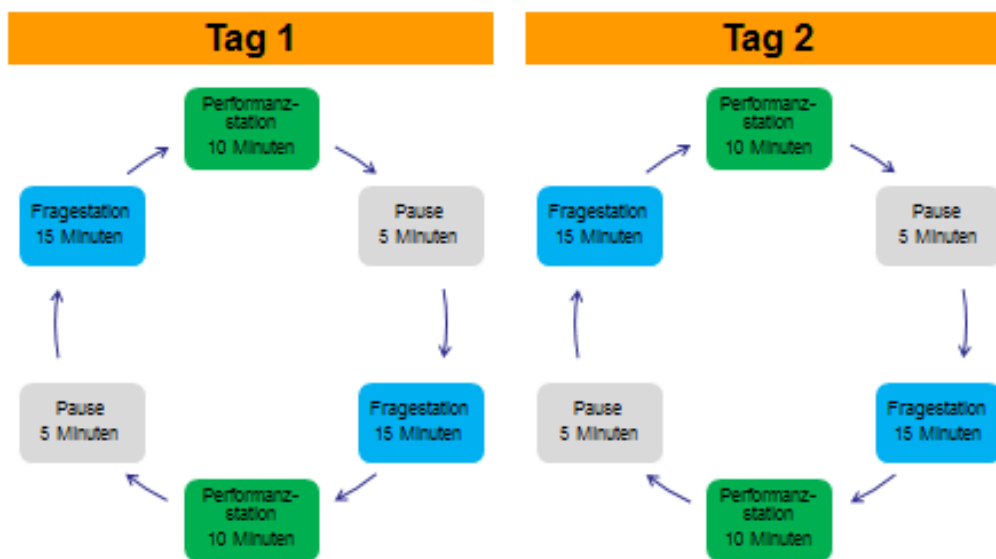 Tag 1
Performanz-
station
10 Minuten
Pause
5 Minuten
Fragestation
15 Minuten
Performanz-
station
10 Minuten
Pause
5 Minuten
Fragestation
15 Minuten
Tag 2
Performanz-
station
10 Minuten
Pause
5 Minuten
Fragestation
15 Minuten
Performanz-
station
10 Minuten
Pause
5 Minuten
Fragestation
15 Minuten